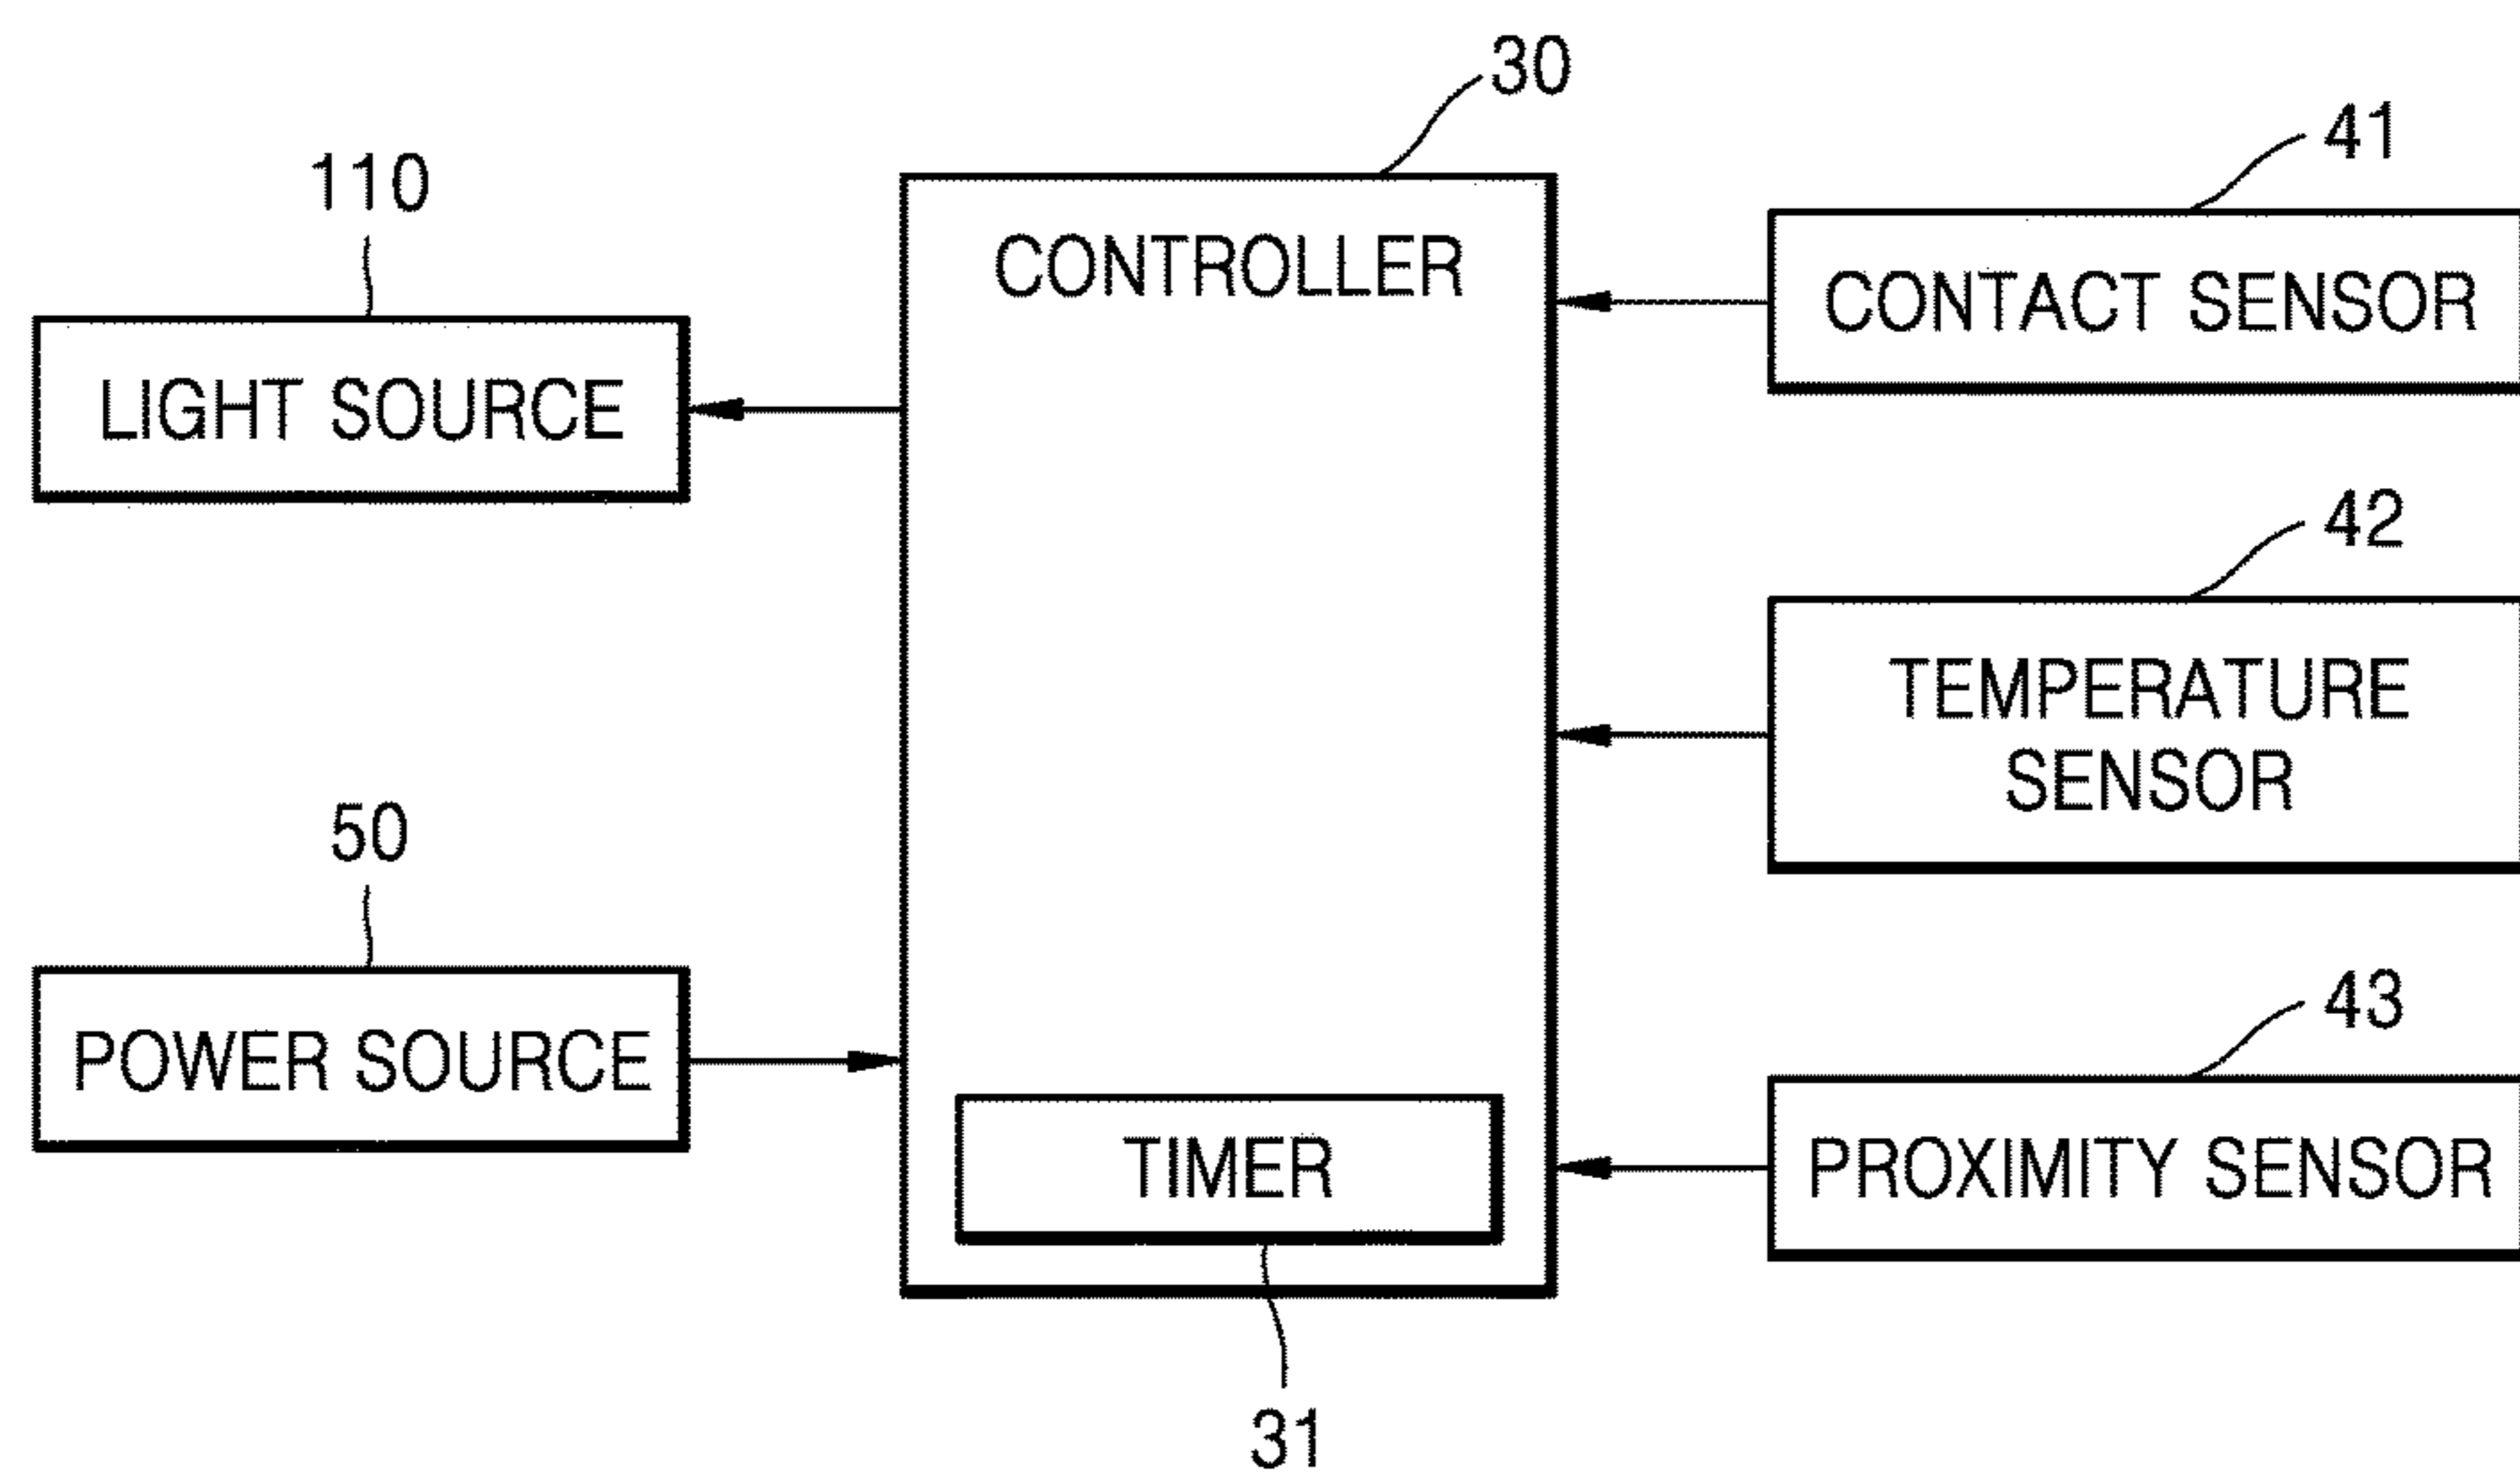 30
41
110
CONTROLLER
CONTACT SENSOR
LIGHT SOURCE
42
TEMPERATURE
SENSOR
50
43
POWER SOURCE
TIMER
PROXIMITY SENSOR
31